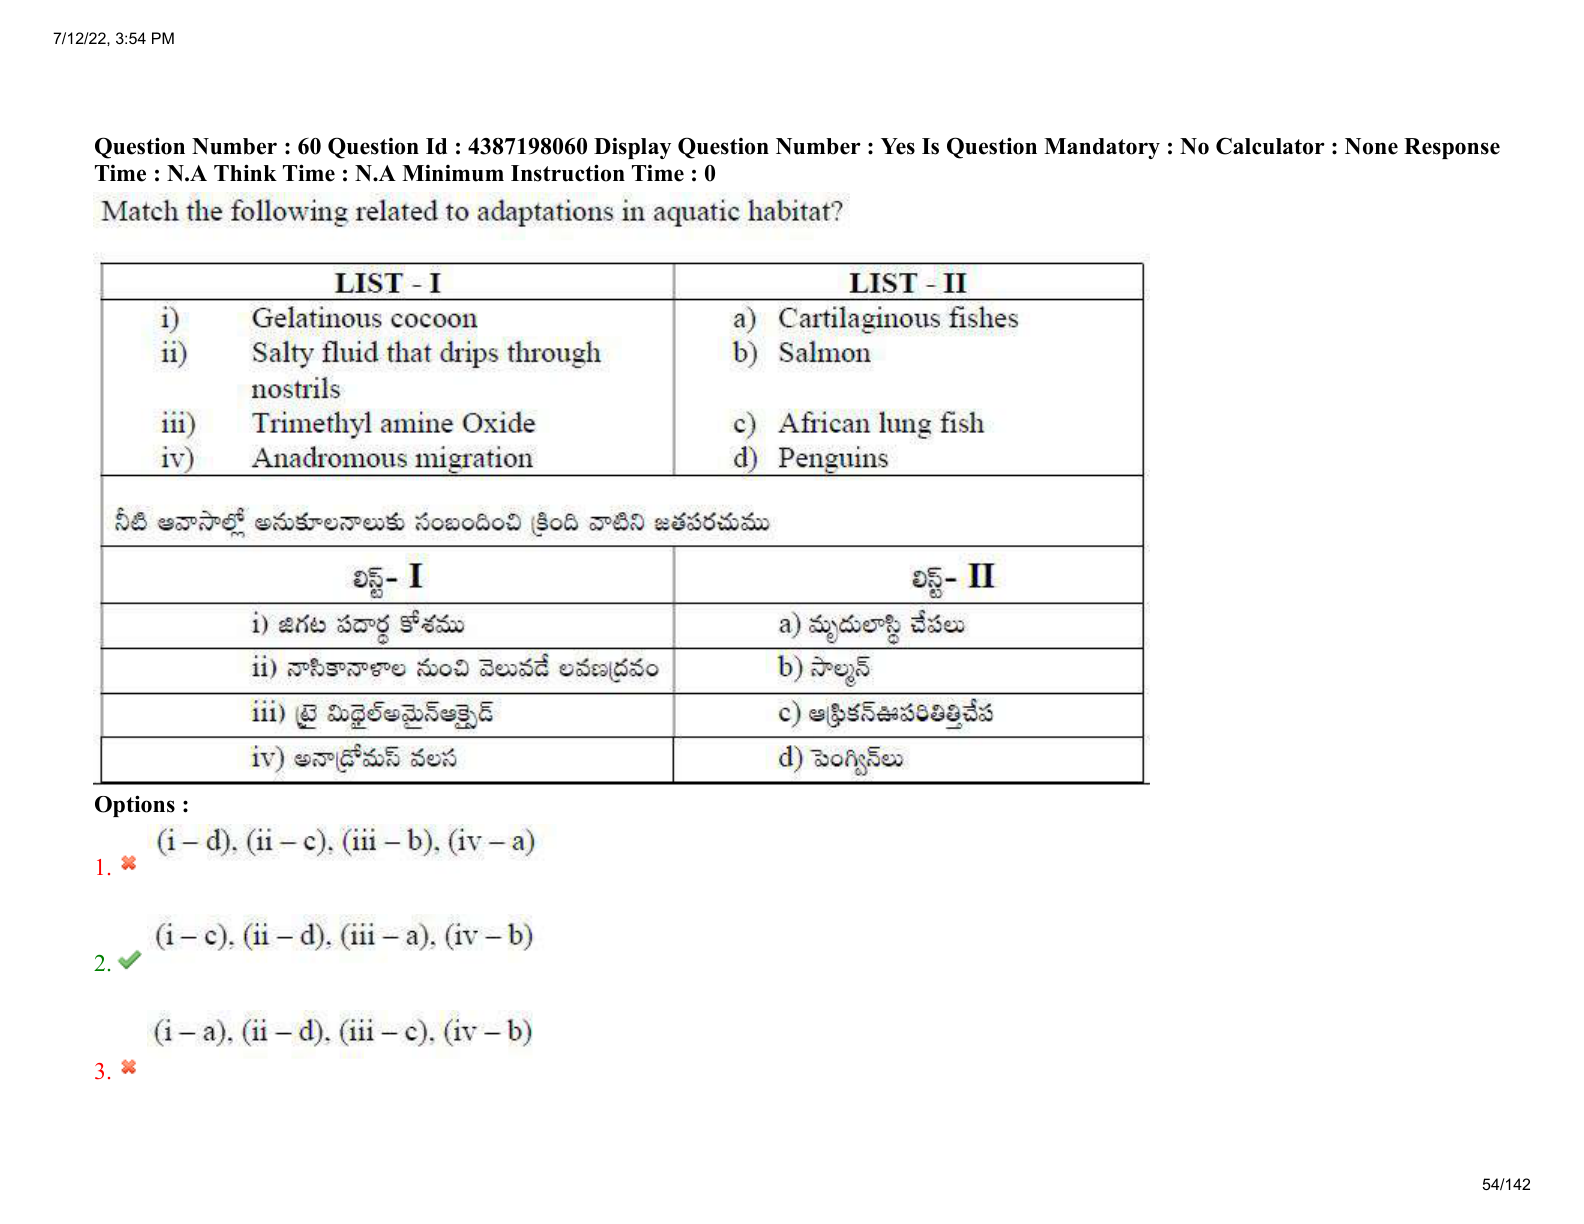 7/12/22, 3:54 PM
Question Number : 60 Question Id : 4387198060 Display Question Number : Yes Is Question Mandatory : No Calculator : None Response
Time : N.A Think Time : N.A Minimum Instruction Time : 0
Match the following related to adaptations in aquatic habitat?
LIST - I LIST - II
i) Gelatinous cocoon a) Cartilaginous fishes
ii) Salty fluid that drips through b) Salmon
nostrils
iii) Trimethyl amine Oxide c) African lung fish
iv) Anadromous migration d) Penguins
నీటి ఆవాసాల్లో అనుకూలనాలుకు సంబందించి క్రింది వాటిని జతపరచుము
లిస్ట్- I లిస్ట్- II
i) జిగట పదార్థ కోశము a) మృదులాస్థి చేపలు
ii) నాసికానాళాల నుంచి వెలువడే లవణద్రవం b) సాల్మన్
iii) ట్రై మిథైల్అమైన్ఆక్సైడ్ c) ఆఫ్రికన్ఊపరితిత్తిచేప
iv) అనాడ్రోమస్ వలస d) పెంగ్విన్‌లు
Options :
(i – d), (ii – c), (iii – b), (iv – a)
1.
(i – c), (ii – d), (iii – a), (iv – b)
2.
(i – a), (ii – d), (iii – c), (iv – b)
3.
54/142